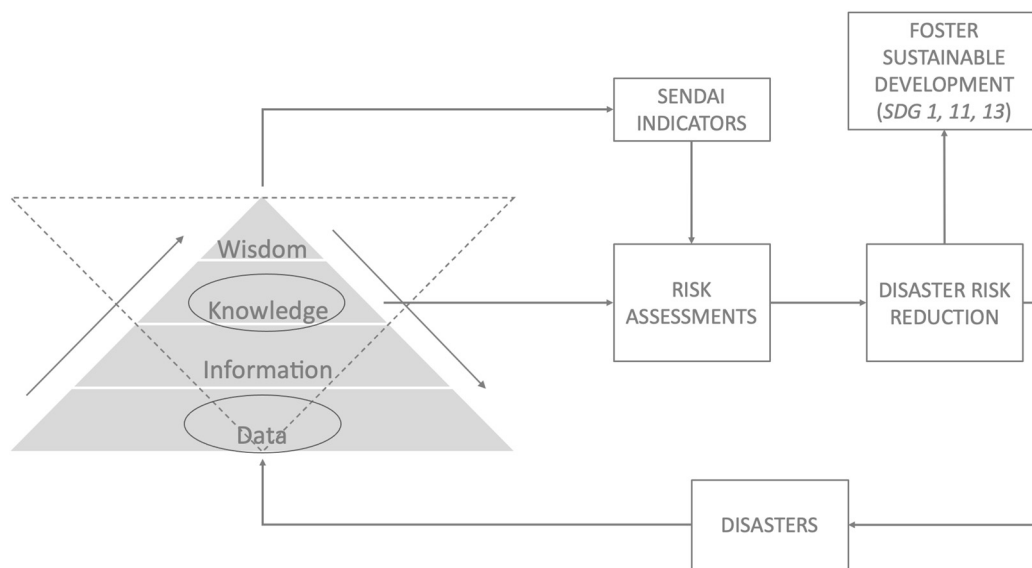 FOSTER
SUSTAINABLE
DEVELOPMENT
(SDG 1, 11, 13)
SENDAI
INDICATORS
Wisdom
Knowledge
Information
Data
RISK
ASSESSMENTS
DISASTER RISK
REDUCTION
DISASTERS